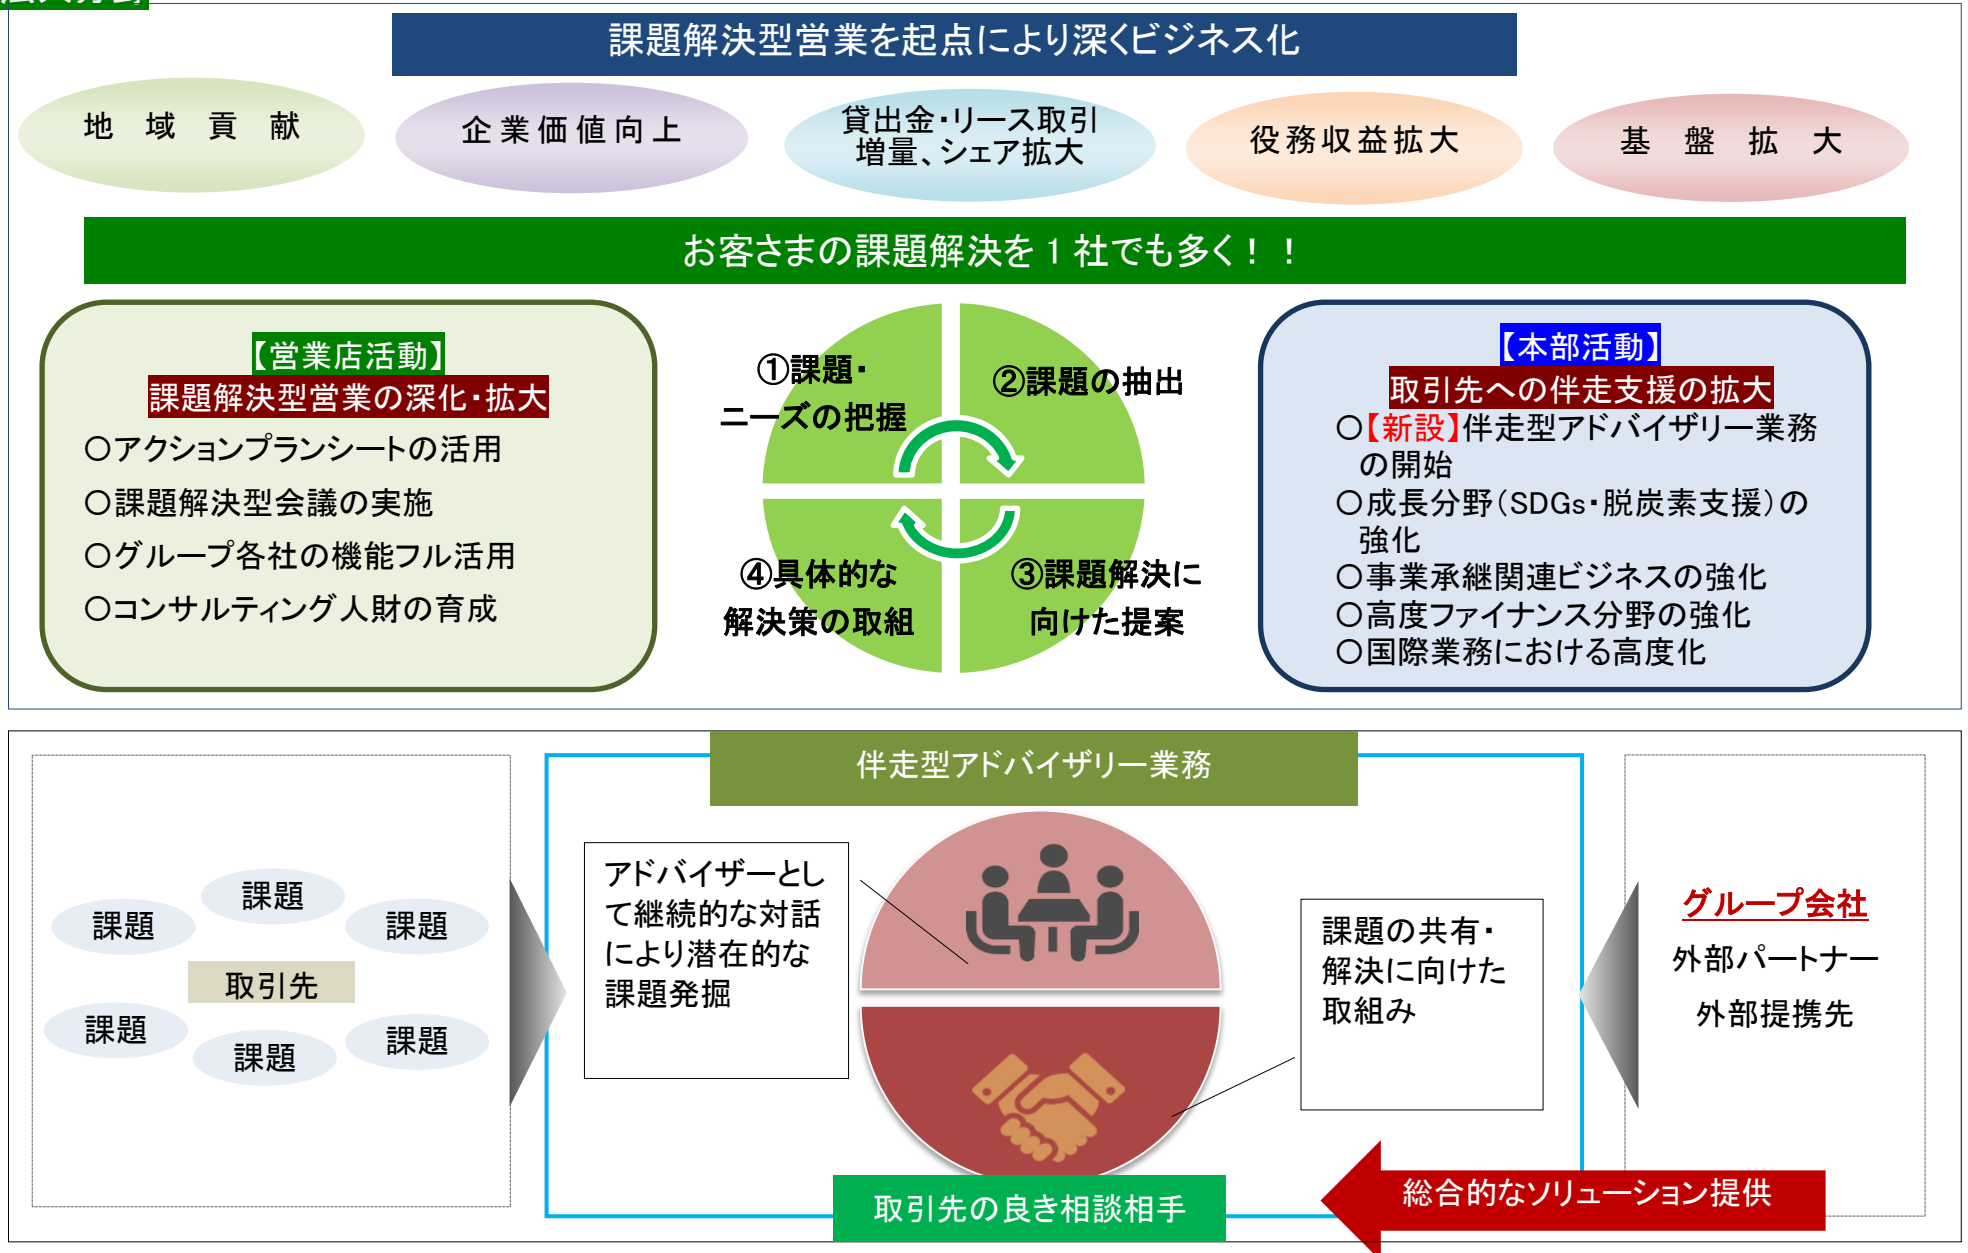 課題解決型営業を起点により深くビジネス化
地域貢献
企業価値向上
貸出金・リース取引
増量、シェア拡大
役務収益拡大
基盤拡大
お客さまの課題解決を1社でも多く！！
【営業店活動】
課題解決型営業の深化・拡大
○アクションプランシートの活用
○課題解決型会議の実施
○グループ各社の機能フル活用
○コンサルティング人財の育成
①課題・
ニーズの把握
②課題の抽出
③課題解決に
向けた提案
④具体的な
解決策の取組
【本部活動】
取引先への伴走支援の拡大
○【新設】伴走型アドバイザリー業務
の開始
○成長分野（SDGs・脱炭素支援）の
強化
○事業承継関連ビジネスの強化
○高度ファイナンス分野の強化
○国際業務における高度化
伴走型アドバイザリー業務
課題
課題
課題
取引先
課題
課題
課題
アドバイザーとし
て継続的な対話
により潜在的な
課題発掘
課題の共有・
解決に向けた
取組み
グループ会社
外部パートナー
外部提携先
取引先の良き相談相手
総合的なソリューション提供